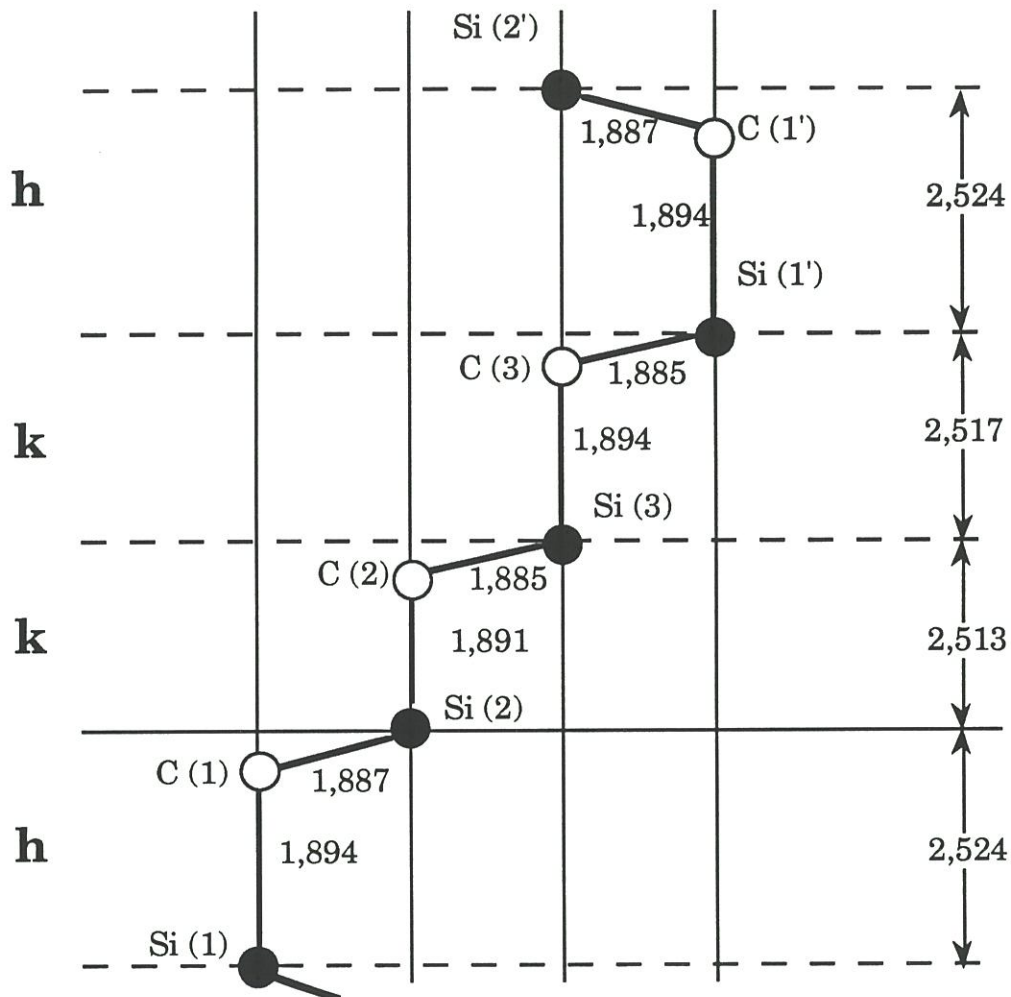 Si (2')
1,887
C (1')
h
1,894
2,524
Si (1')
C (3)
1,885
k
1,894
2,517
Si (3)
C (2)
1,885
k
1,891
2,513
Si (2)
C (1)
1,887
h
1,894
2,524
Si (1)